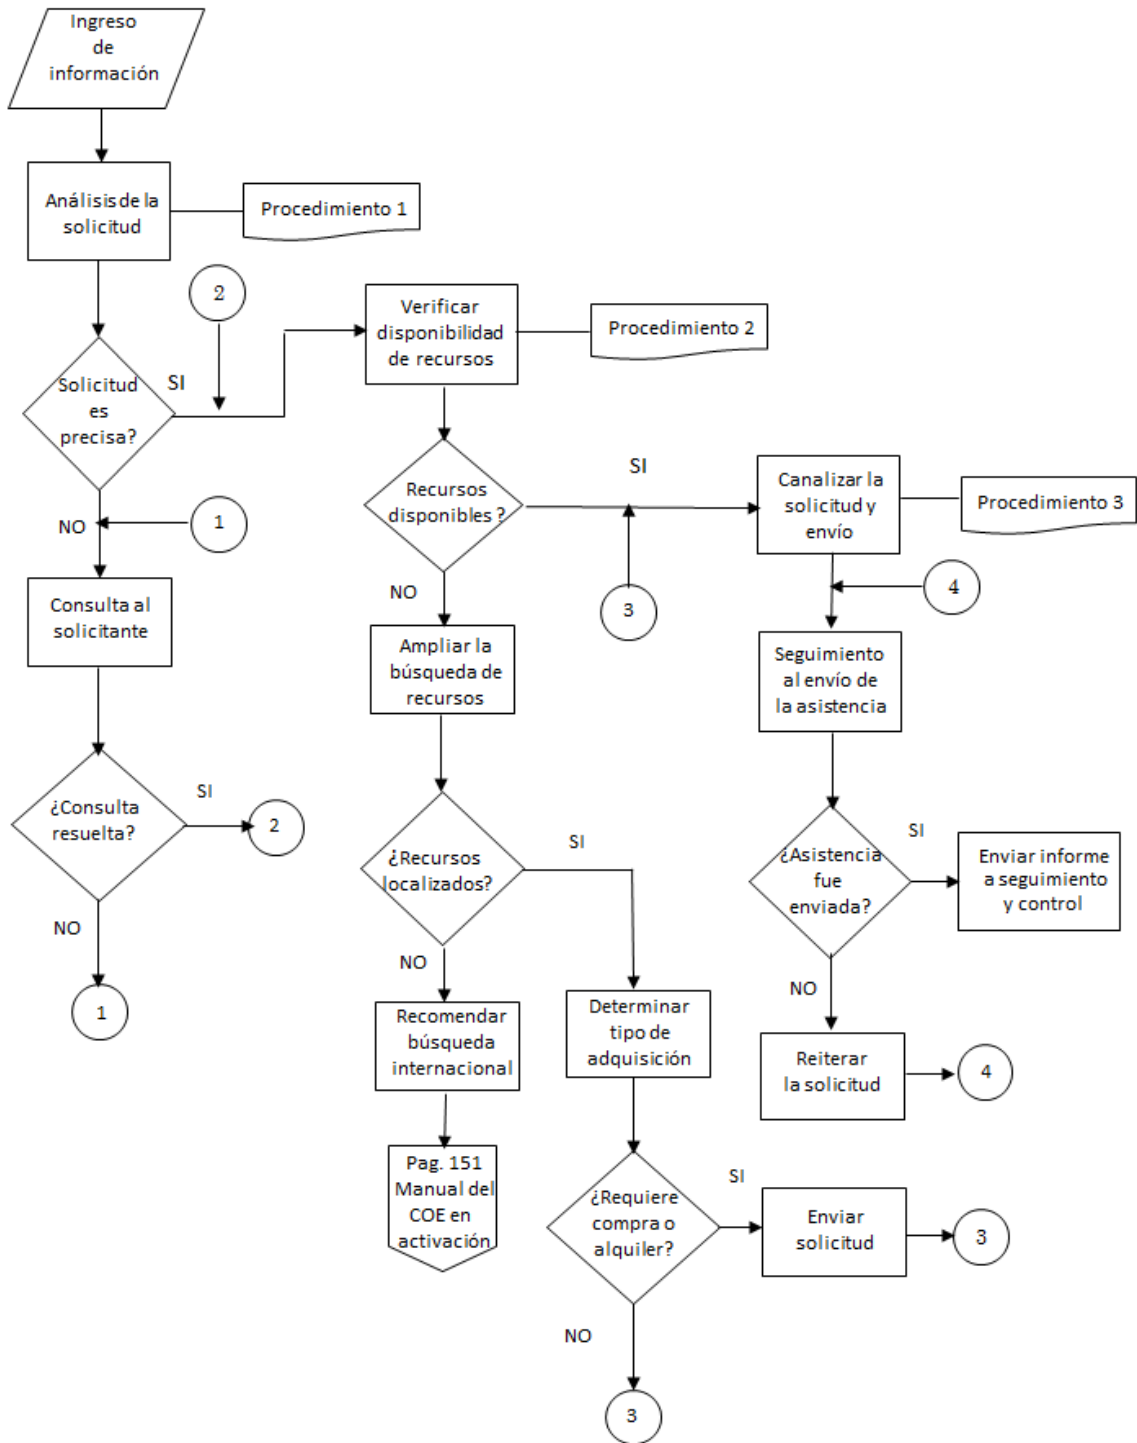 Ingreso
de
información
Análisis de la
solicitud
Procedimiento 1
2
Solicitud
es
precisa?
SI
NO
1
Consulta al
solicitante
¿Consulta
resuelta?
SI
2
NO
1
Verificar
disponibilidad
de recursos
Procedimiento 2
Recursos
disponibles ?
SI
NO
3
Ampliar la
búsqueda de
recursos
¿Recursos
localizados?
SI
NO
Recomendar
búsqueda
internacional
Pag. 151
Manual del
COE en
activación
Determinar
tipo de
adquisición
¿Requiere
compra o
alquiler?
SI
Enviar
solicitud
3
NO
3
Canalizar la
solicitud y
envío
Procedimiento 3
4
Seguimiento
al envío de
la asistencia
¿Asistencia
fue
enviada?
SI
Enviar informe
a seguimiento
y control
NO
Reiterar
la solicitud
4